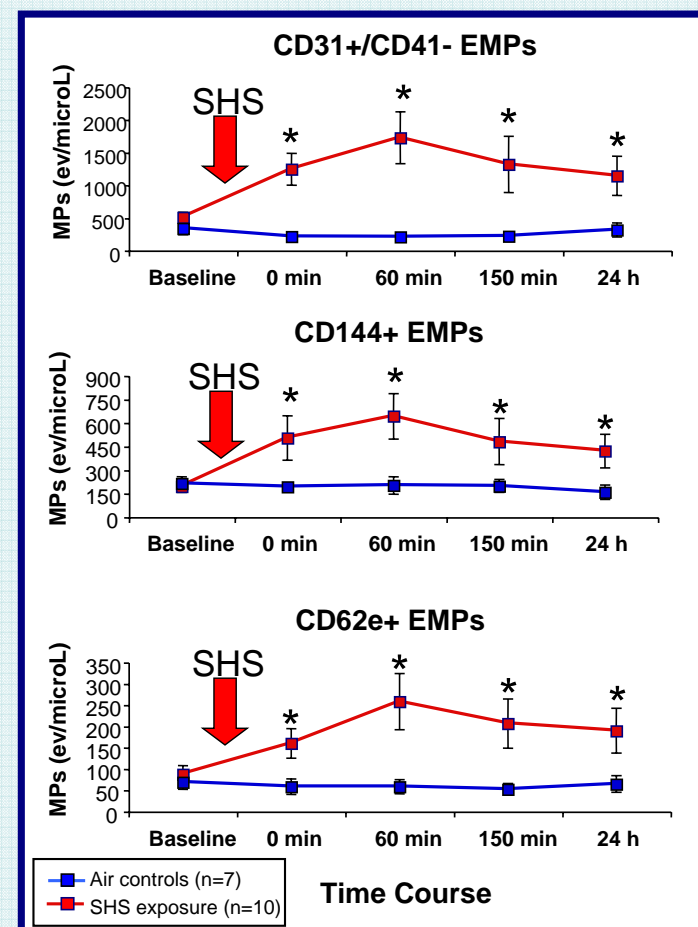 CD31+/CD41- EMPs
MPs (ev/microL)
2500
2000
1500
1000
500
0
SHS
*
*
*
*
Baseline 0 min 60 min 150 min 24 h
CD144+ EMPs
MPs (ev/microL)
900
750
600
450
300
150
0
SHS
*
*
*
*
Baseline 0 min 60 min 150 min 24 h
CD62e+ EMPs
MPs (ev/microL)
350
300
250
200
150
100
50
0
SHS
*
*
*
*
Baseline 0 min 60 min 150 min 24 h
Air controls (n=7)
SHS exposure (n=10)
Time Course